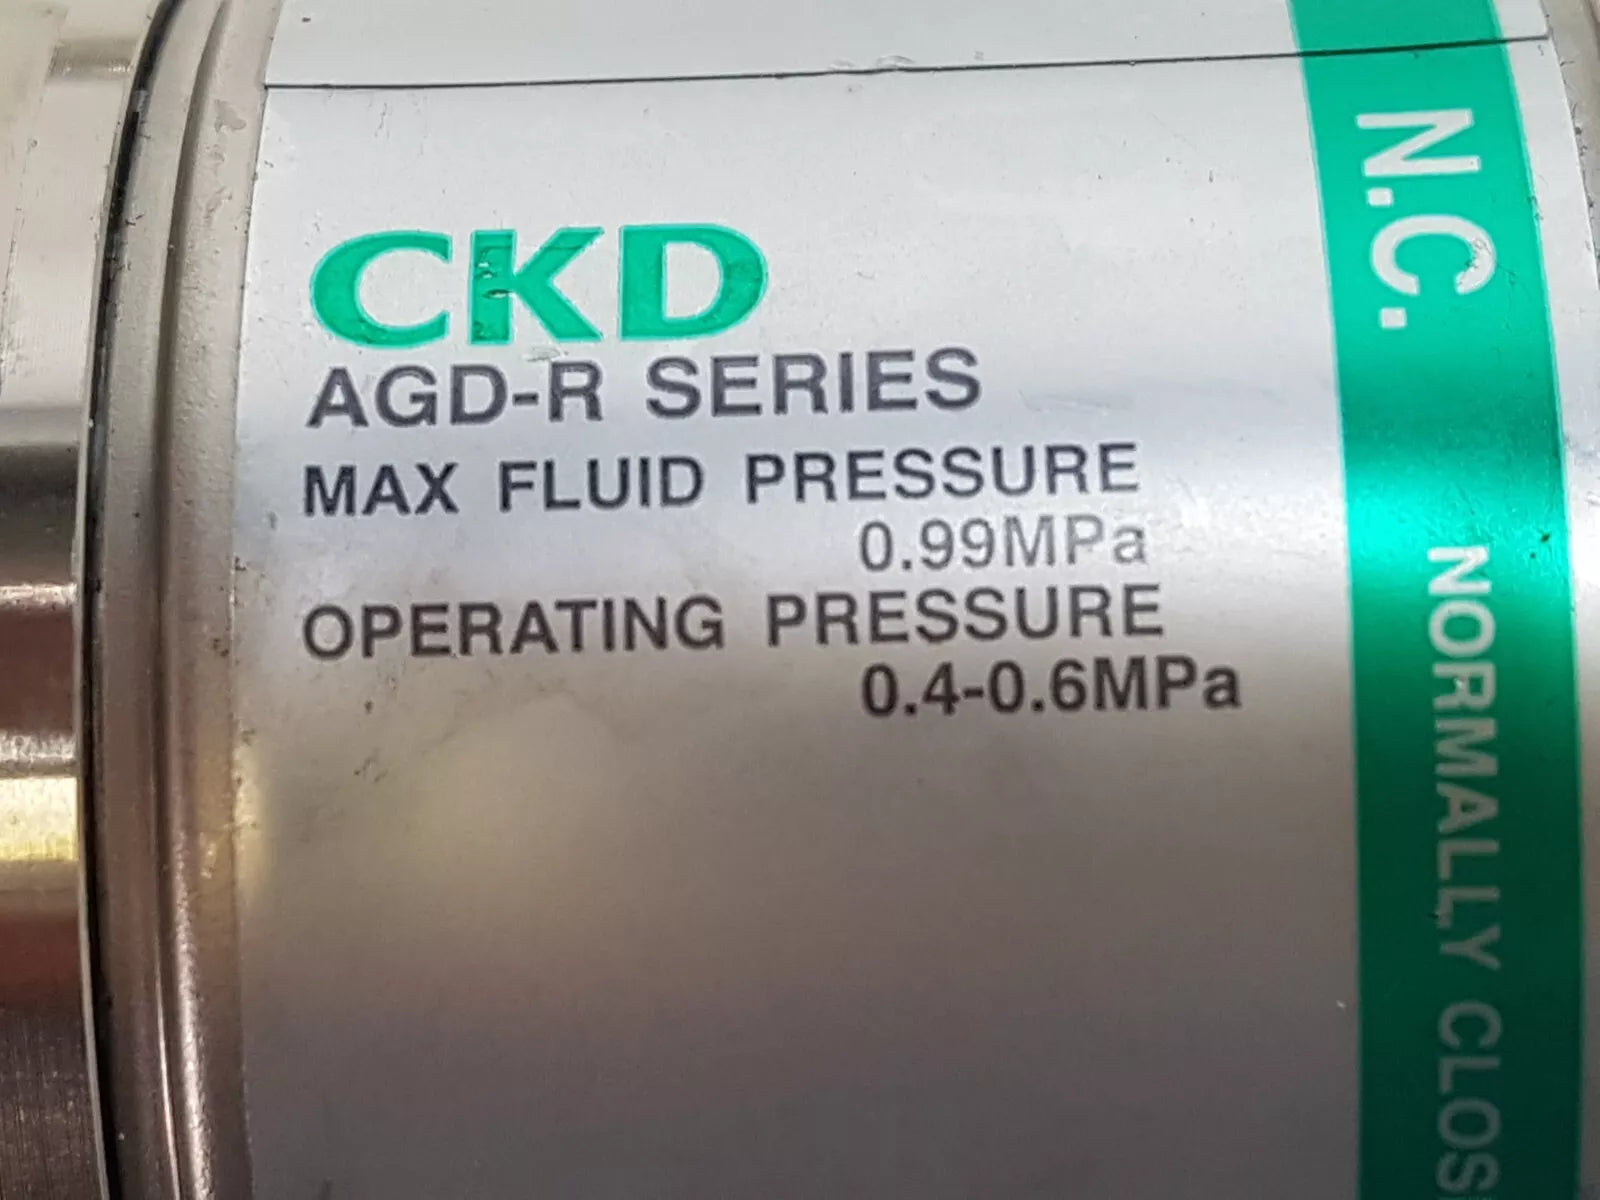 CKD
AGD-R SERIES
MAX FLUID PRESSURE
0.99MPa
OPERATING PRESSURE
0.4-0.6MPa
N.C.
NORMALLY CLOS